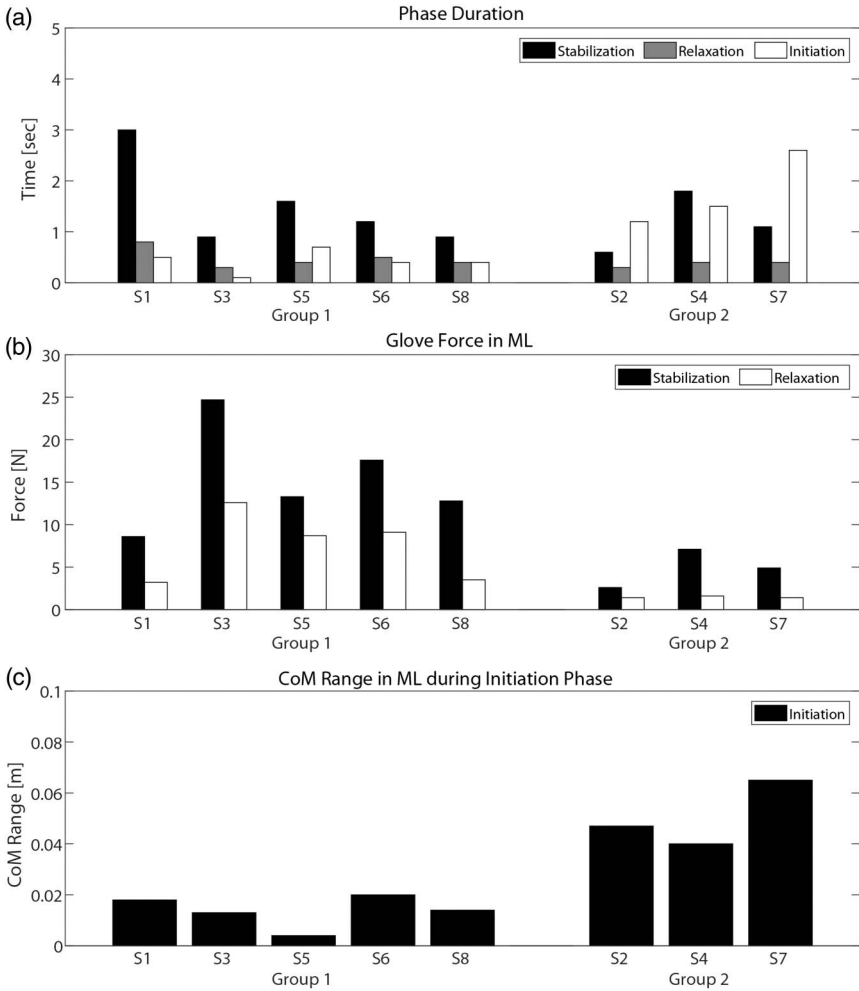 (a)
Phase Duration
Stabilization Relaxation Initiation
5
4
3
2
1
0
Time [sec]
S1 S3 S5 S6 S8 S2 S4 S7
Group 1 Group 2
(b)
Glove Force in ML
Stabilization Relaxation
30
25
20
15
10
5
0
Force [N]
S1 S3 S5 S6 S8 S2 S4 S7
Group 1 Group 2
(c)
CoM Range in ML during Initiation Phase
Initiation
0.1
0.08
0.06
0.04
0.02
0
CoM Range [m]
S1 S3 S5 S6 S8 S2 S4 S7
Group 1 Group 2